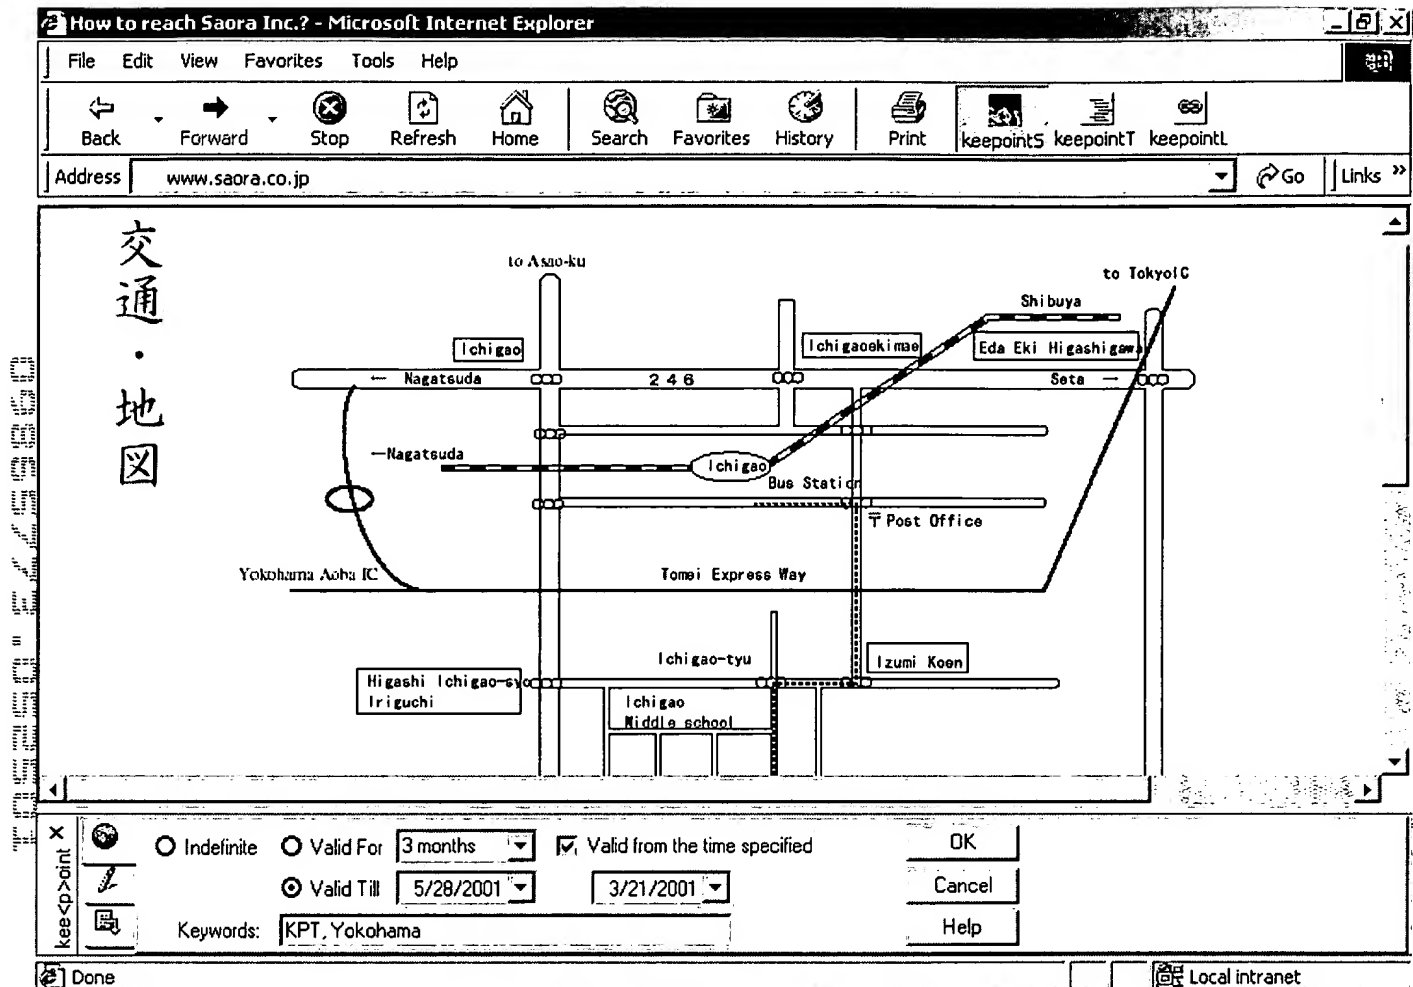 How to reach Saora Inc.? - Microsoft Internet Explorer
File Edit View Favorites Tools Help
Back Forward Stop Refresh Home Search Favorites History Print keepointS keepointT keepointL
Address www.saora.co.jp Go Links »
交通・地図
to Asao-ku
to TokyoIC
Shibuya
Ichigao
Ichigaoekimae
Eda Eki Higashigawa
← Nagatsuda
246
Seta →
←Nagatsuda
Ichigao
Bus Station
〒Post Office
Yokohama Aoba IC
Tomei Express Way
Ichigao-tyu
Izumi Koen
Higashi Ichigao-syo
Iriguchi
Ichigao
Middle school
kee<p>oint
Indefinite Valid For 3 months Valid from the time specified OK
Valid Till 5/28/2001 3/21/2001 Cancel
Keywords: KPT, Yokohama Help
Done Local intranet